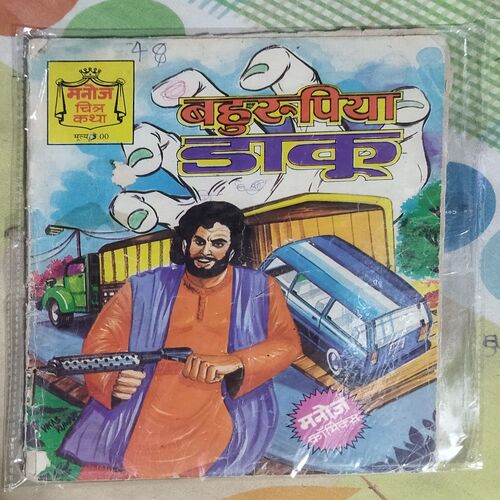 48
मनोज
चित्र
कथा
मूल्य 3.00
बहुरूपिया
डाकू
मनोज
कॉमिक्स